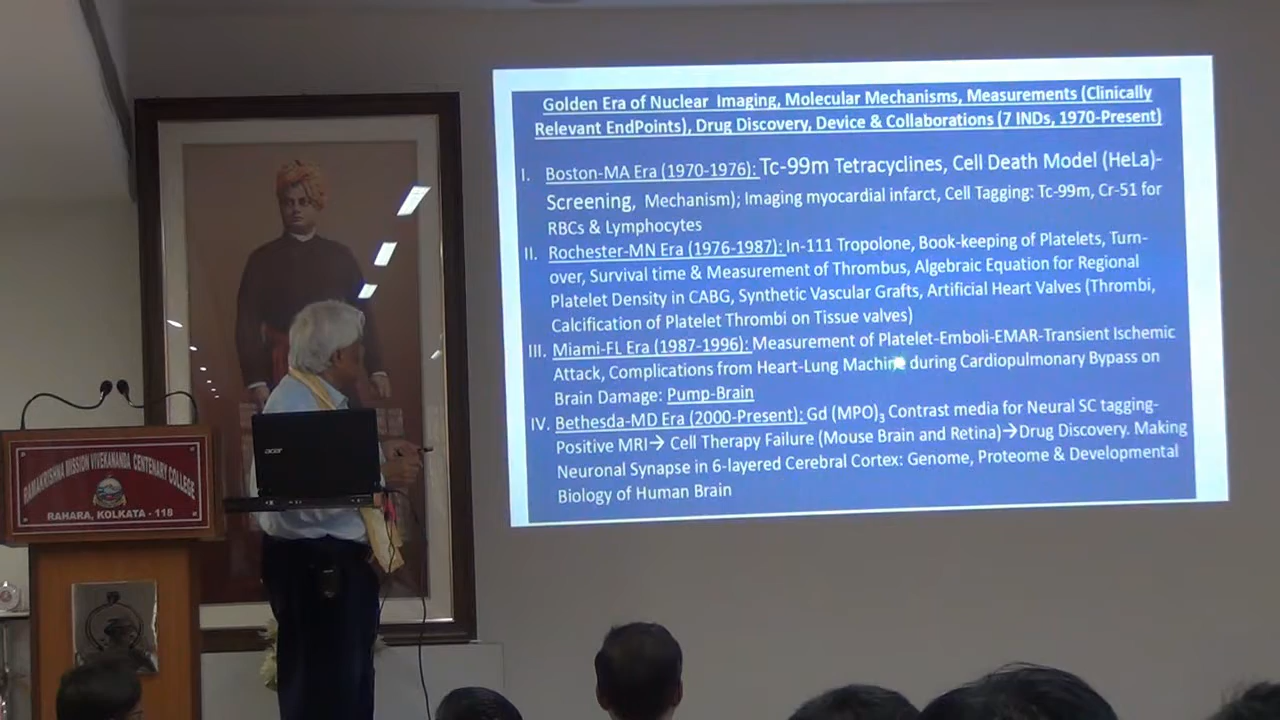 Golden Era of Nuclear Imaging, Molecular Mechanisms, Measurements (Clinically
Relevant EndPoints), Drug Discovery, Device & Collaborations (7 INDs, 1970-Present)
I. Boston-MA Era (1970-1976): Tc-99m Tetracyclines, Cell Death Model (HeLa)-
Screening, Mechanism); Imaging myocardial infarct, Cell Tagging: Tc-99m, Cr-51 for
RBCs & Lymphocytes
II. Rochester-MN Era (1976-1987): In-111 Tropolone, Book-keeping of Platelets, Turn-
over, Survival time & Measurement of Thrombus, Algebraic Equation for Regional
Platelet Density in CABG, Synthetic Vascular Grafts, Artificial Heart Valves (Thrombi,
Calcification of Platelet Thrombi on Tissue valves)
III. Miami-FL Era (1987-1996): Measurement of Platelet-Emboli-EMAR-Transient Ischemic
Attack, Complications from Heart-Lung Machine during Cardiopulmonary Bypass on
Brain Damage: Pump-Brain
IV. Bethesda-MD Era (2000-Present): Gd (MPO)₃ Contrast media for Neural SC tagging-
Positive MRI→ Cell Therapy Failure (Mouse Brain and Retina)→Drug Discovery. Making
Neuronal Synapse in 6-layered Cerebral Cortex: Genome, Proteome & Developmental
Biology of Human Brain
acer
RAMAKRISHNA MISSION VIVEKANANDA CENTENARY COLLEGE
RAHARA, KOLKATA - 118